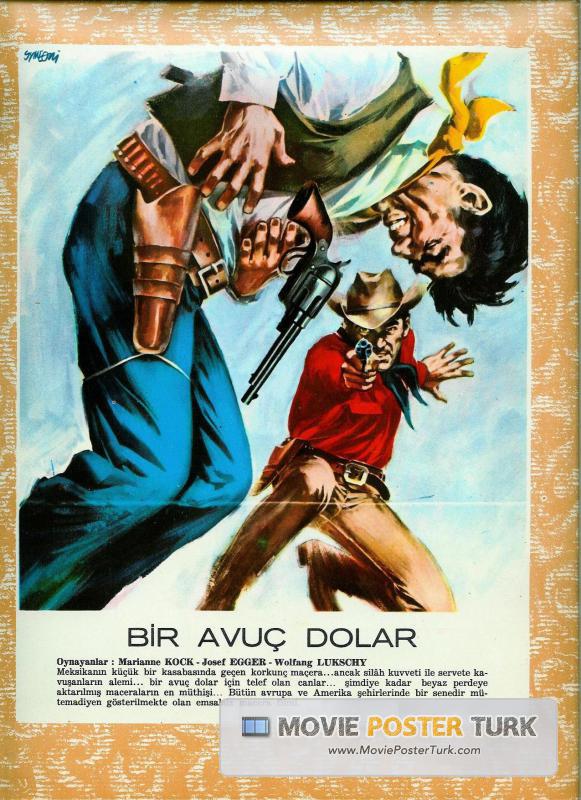 SYMEONI
BİR AVUÇ DOLAR
Oynayanlar : Marianne KOCK - Josef EGGER - Wolfang LUKSCHY
Meksikanın küçük bir kasabasında geçen korkunç maçera...ancak silâh kuvveti ile servete ka-
vuşanların alemi... bir avuç dolar için telef olan canlar... şimdiye kadar beyaz perdeye
aktarılmış maceraların en müthişi... Bütün avrupa ve Amerika şehirlerinde bir senedir mü-
temadiyen gösterilmekte olan emsalsiz macera filmi.
MOVIE POSTER TURK
www.MoviePosterTurk.com